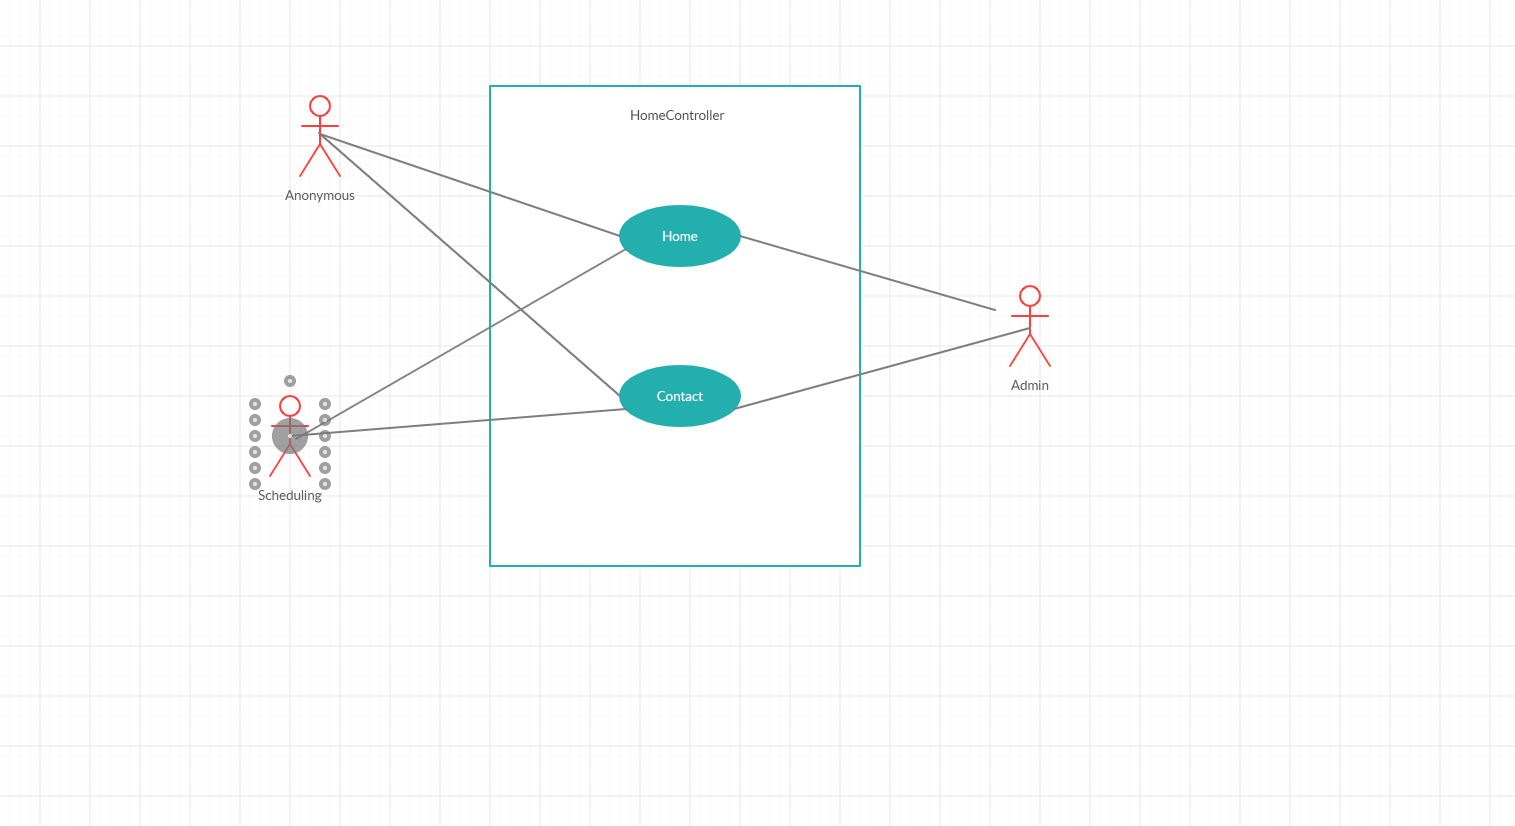 HomeController
Anonymous
Home
Admin
Contact
Scheduling